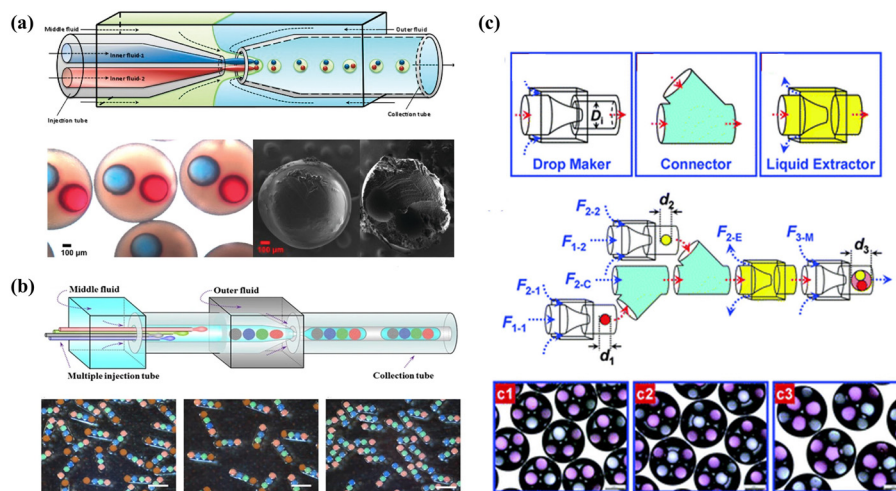 (a)
Middle fluid
Outer fluid
Inner fluid-1
Inner fluid-2
Injection tube
Collection tube
100 μm
100 μm
(b)
Middle fluid
Outer fluid
Multiple injection tube
Collection tube
(c)
Di
Drop Maker
Connector
Liquid Extractor
F2-2
d2
F1-2
F2-E
F3-M
d3
F2-C
F2-1
F1-1
d1
c1
c2
c3